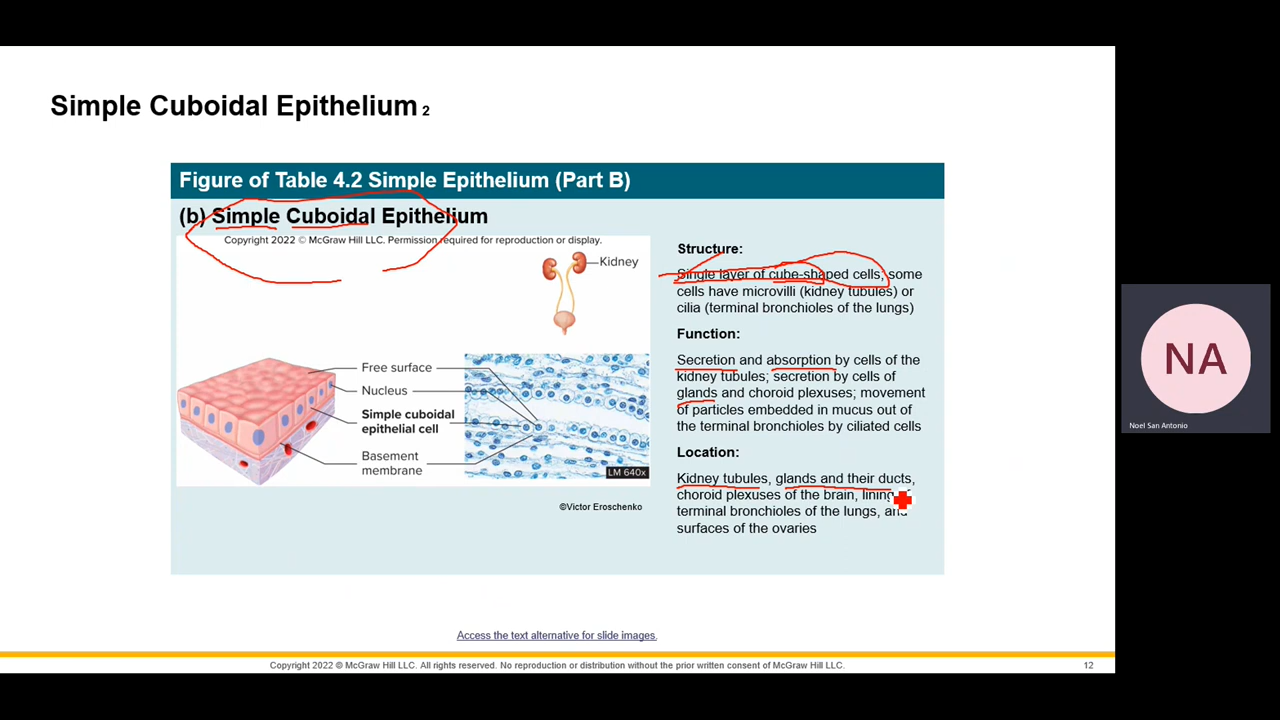 Simple Cuboidal Epithelium 2
Figure of Table 4.2 Simple Epithelium (Part B)
(b) Simple Cuboidal Epithelium
Copyright 2022 © McGraw Hill LLC. Permission required for reproduction or display.
Kidney
Free surface
Nucleus
Simple cuboidal
epithelial cell
Basement
membrane
LM 640x
©Victor Eroschenko
Structure:
Single layer of cube-shaped cells, some
cells have microvilli (kidney tubules) or
cilia (terminal bronchioles of the lungs)
Function:
Secretion and absorption by cells of the
kidney tubules; secretion by cells of
glands and choroid plexuses; movement
of particles embedded in mucus out of
the terminal bronchioles by ciliated cells
Location:
Kidney tubules, glands and their ducts,
choroid plexuses of the brain, lining
terminal bronchioles of the lungs, and
surfaces of the ovaries
Access the text alternative for slide images.
Copyright 2022 © McGraw Hill LLC. All rights reserved. No reproduction or distribution without the prior written consent of McGraw Hill LLC.
12
NA
Noel San Antonio